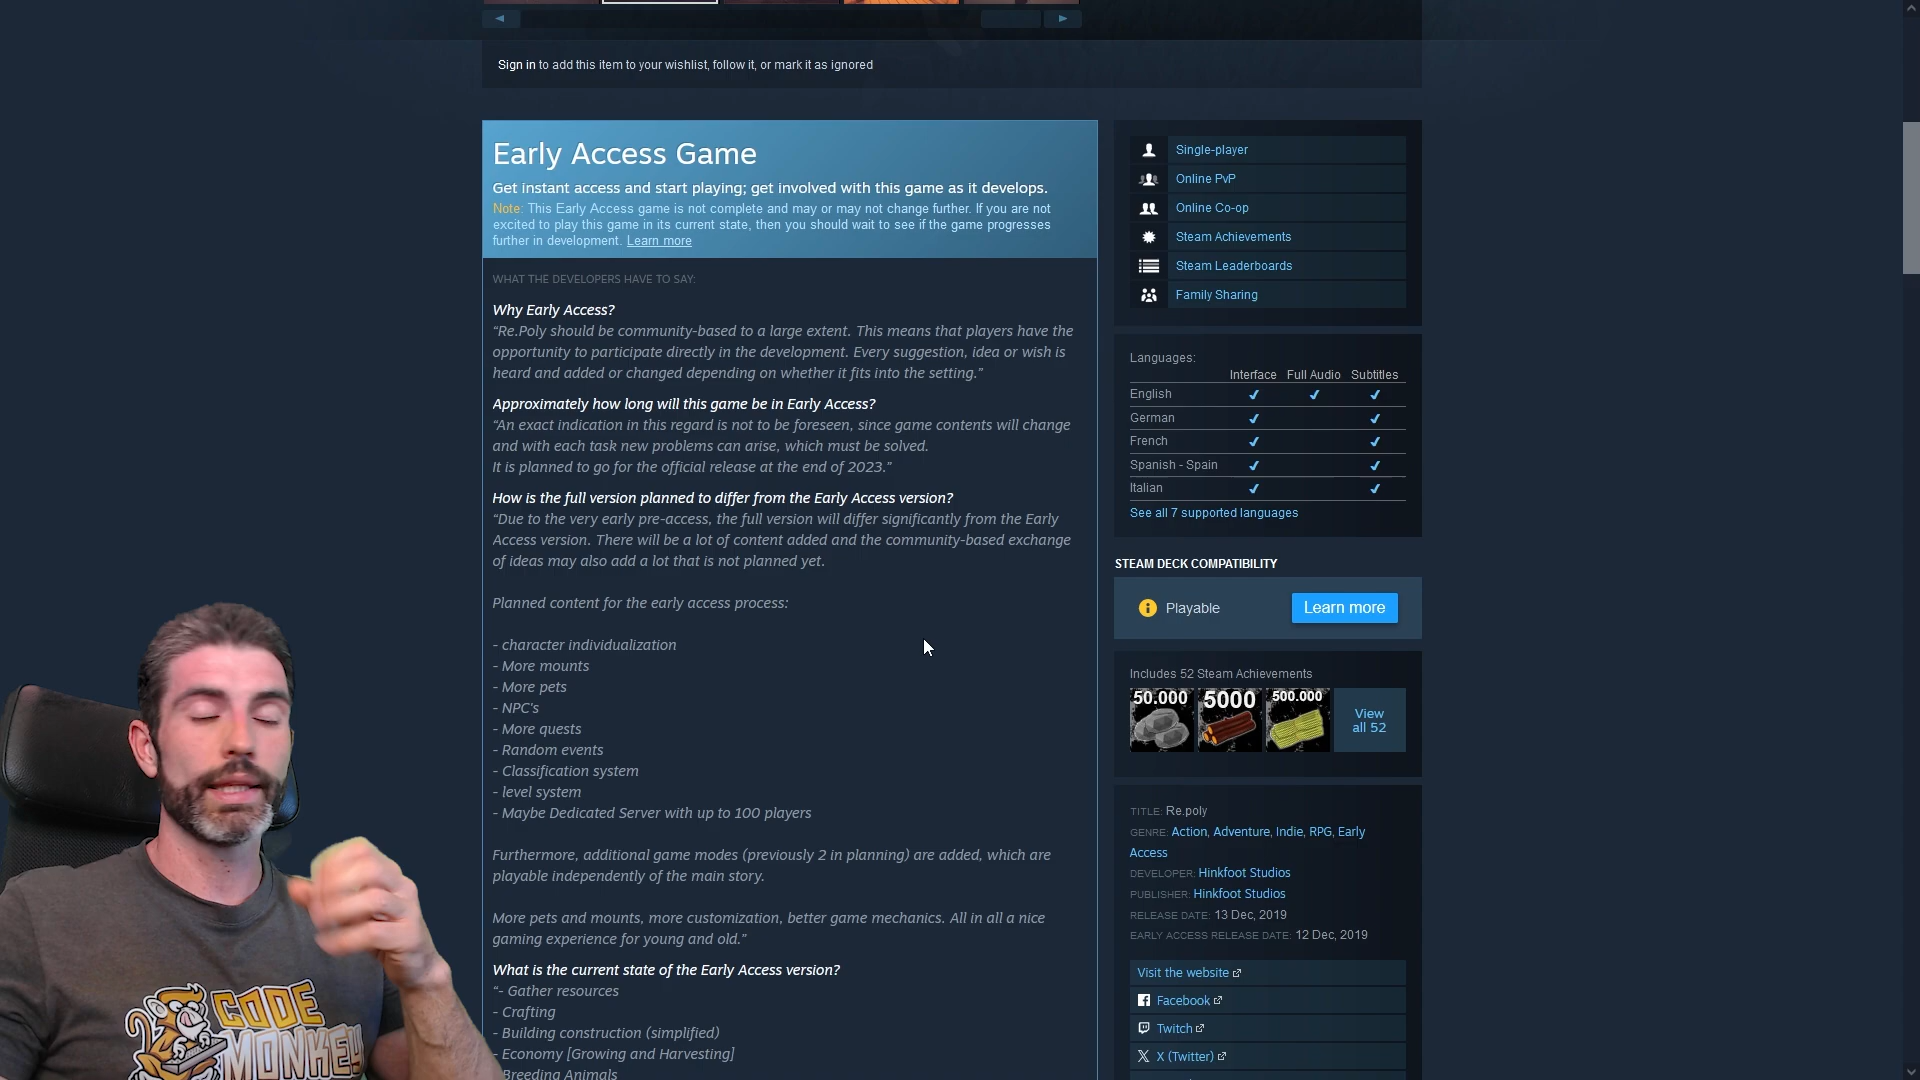 Sign in to add this item to your wishlist, follow it, or mark it as ignored
Early Access Game
Get instant access and start playing; get involved with this game as it develops.
Note: This Early Access game is not complete and may or may not change further. If you are not
excited to play this game in its current state, then you should wait to see if the game progresses
further in development. Learn more
WHAT THE DEVELOPERS HAVE TO SAY:
Why Early Access?
“Re.Poly should be community-based to a large extent. This means that players have the
opportunity to participate directly in the development. Every suggestion, idea or wish is
heard and added or changed depending on whether it fits into the setting.”
Approximately how long will this game be in Early Access?
“An exact indication in this regard is not to be foreseen, since game contents will change
and with each task new problems can arise, which must be solved.
It is planned to go for the official release at the end of 2023.”
How is the full version planned to differ from the Early Access version?
“Due to the very early pre-access, the full version will differ significantly from the Early
Access version. There will be a lot of content added and the community-based exchange
of ideas may also add a lot that is not planned yet.
Planned content for the early access process:
- character individualization
- More mounts
- More pets
- NPC's
- More quests
- Random events
- Classification system
- level system
- Maybe Dedicated Server with up to 100 players
Furthermore, additional game modes (previously 2 in planning) are added, which are
playable independently of the main story.
More pets and mounts, more customization, better game mechanics. All in all a nice
gaming experience for young and old.”
What is the current state of the Early Access version?
“- Gather resources
- Crafting
- Building construction (simplified)
- Economy [Growing and Harvesting]
- Breeding Animals
Single-player
Online PvP
Online Co-op
Steam Achievements
Steam Leaderboards
Family Sharing
Languages:
Interface Full Audio Subtitles
English ✔ ✔ ✔
German ✔ ✔
French ✔ ✔
Spanish - Spain ✔ ✔
Italian ✔ ✔
See all 7 supported languages
STEAM DECK COMPATIBILITY
Playable Learn more
Includes 52 Steam Achievements
50.000 5000 500.000
View
all 52
TITLE: Re.poly
GENRE: Action, Adventure, Indie, RPG, Early
Access
DEVELOPER: Hinkfoot Studios
PUBLISHER: Hinkfoot Studios
RELEASE DATE: 13 Dec, 2019
EARLY ACCESS RELEASE DATE: 12 Dec, 2019
Visit the website
Facebook
Twitch
X (Twitter)
CODE
MONKEY